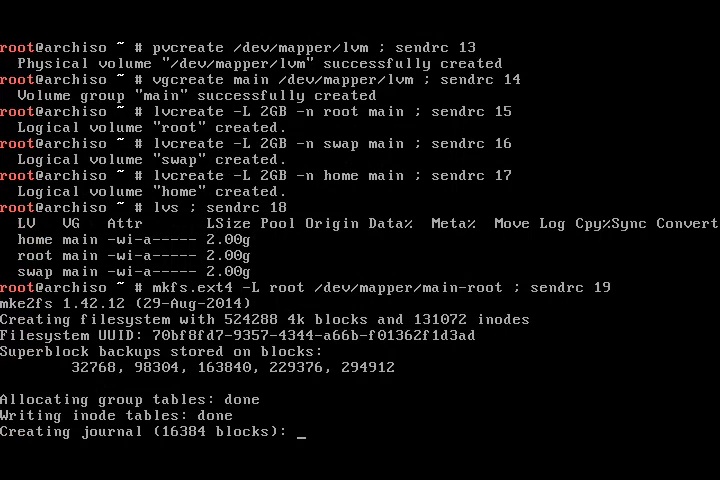 root@archiso ~ # pvcreate /dev/mapper/lvm ; sendrc 13
  Physical volume "/dev/mapper/lvm" successfully created
root@archiso ~ # vgcreate main /dev/mapper/lvm ; sendrc 14
  Volume group "main" successfully created
root@archiso ~ # lvcreate -L 2GB -n root main ; sendrc 15
  Logical volume "root" created.
root@archiso ~ # lvcreate -L 2GB -n swap main ; sendrc 16
  Logical volume "swap" created.
root@archiso ~ # lvcreate -L 2GB -n home main ; sendrc 17
  Logical volume "home" created.
root@archiso ~ # lvs ; sendrc 18
  LV   VG   Attr       LSize Pool Origin Data%  Meta%  Move Log Cpy%Sync Convert
  home main -wi-a----- 2.00g
  root main -wi-a----- 2.00g
  swap main -wi-a----- 2.00g
root@archiso ~ # mkfs.ext4 -L root /dev/mapper/main-root ; sendrc 19
mke2fs 1.42.12 (29-Aug-2014)
Creating filesystem with 524288 4k blocks and 131072 inodes
Filesystem UUID: 70bf8fd7-9357-4344-a66b-f01362f1d3ad
Superblock backups stored on blocks:
        32768, 98304, 163840, 229376, 294912

Allocating group tables: done
Writing inode tables: done
Creating journal (16384 blocks): _